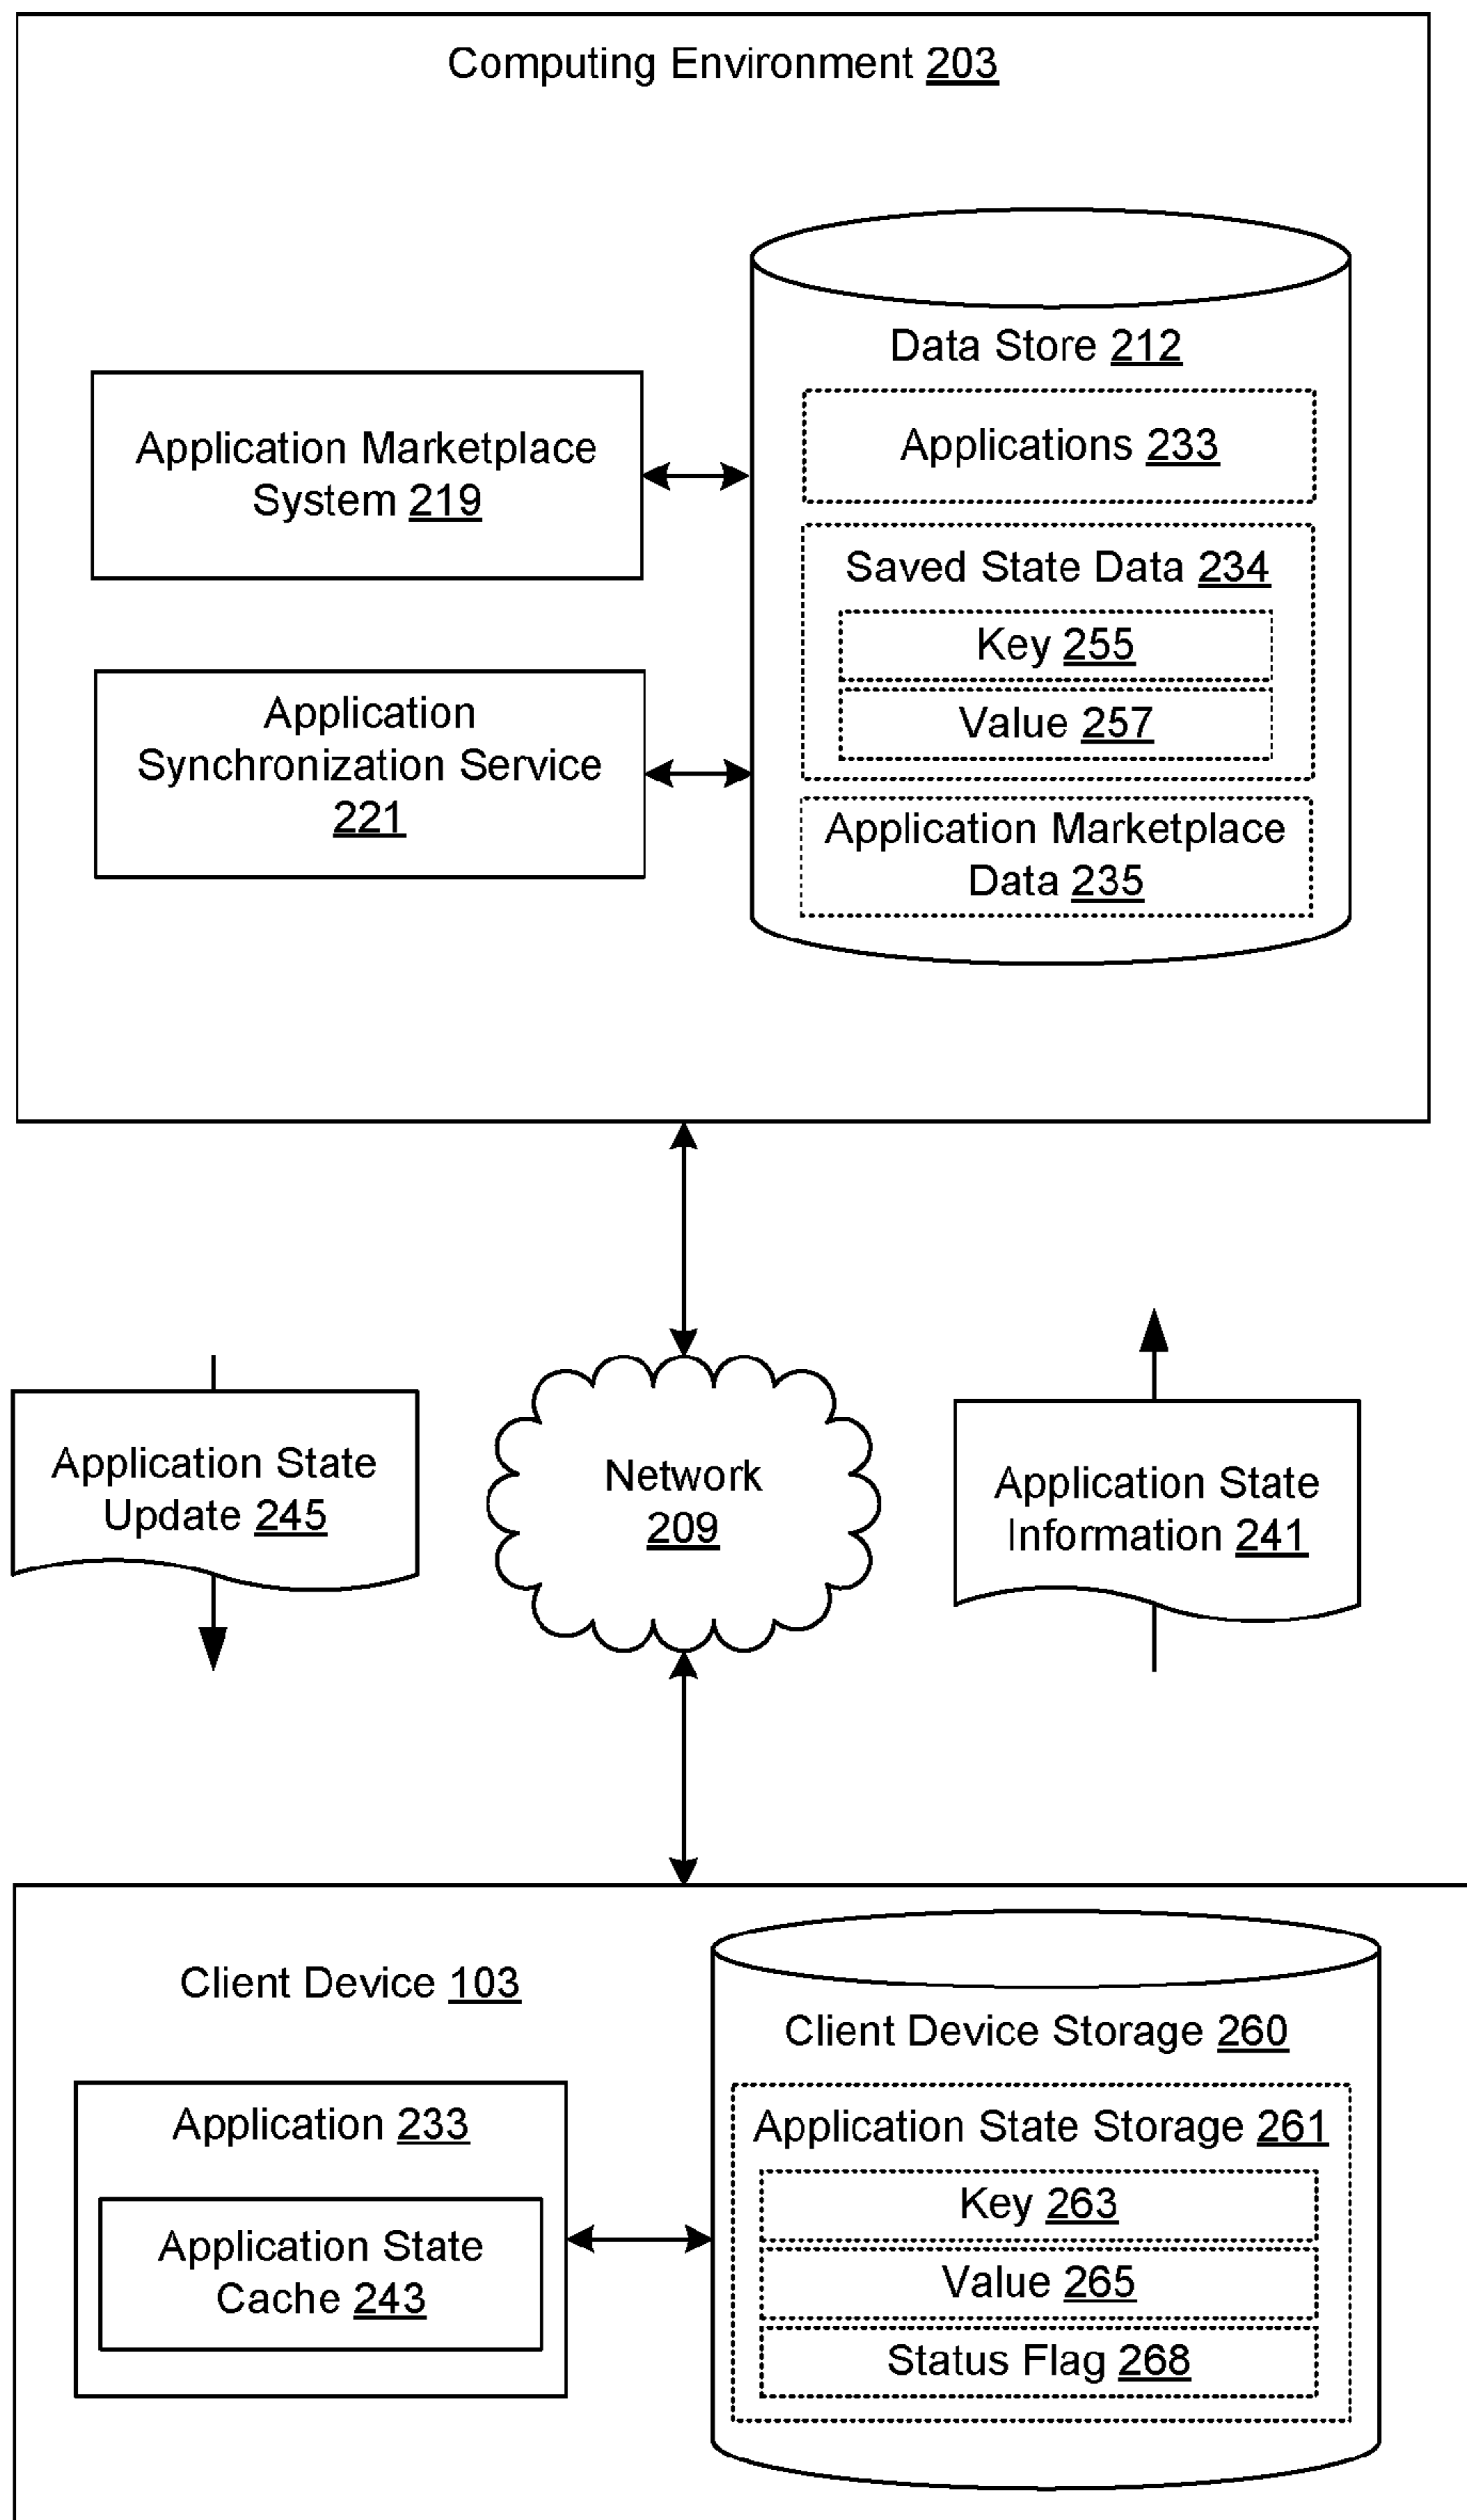 Computing Environment 203
Data Store 212
Applications 233
Application Marketplace
System 219
Saved State Data 234
Key 255
Value 257
Application
Synchronization Service
221
Application Marketplace
Data 235
Application State
Update 245
Network
209
Application State
Information 241
Client Device 103
Client Device Storage 260
Application 233
Application State
Cache 243
Application State Storage 261
Key 263
Value 265
Status Flag 268